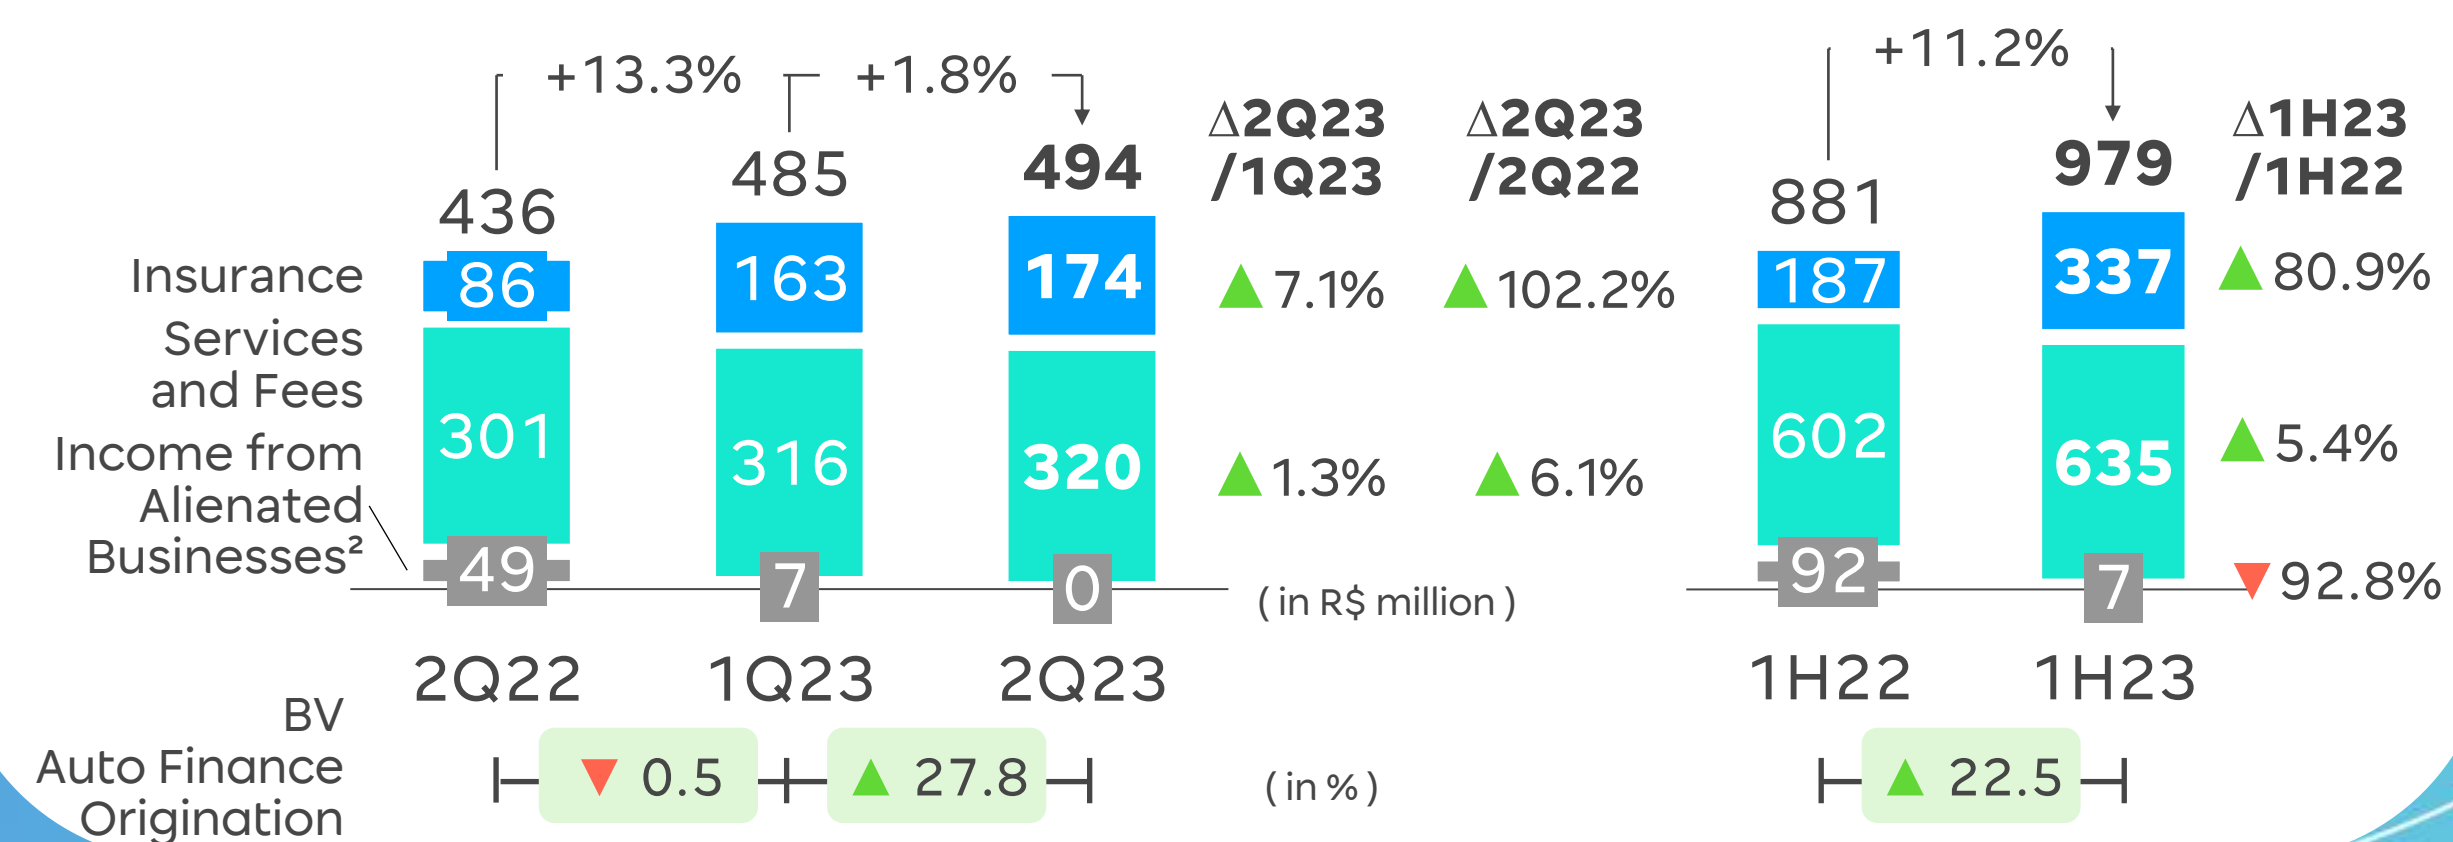 +13.3%
+1.8%
+11.2%
436
485
494
Δ2Q23
/1Q23
Δ2Q23
/2Q22
881
979
Δ1H23
/1H22
Insurance
86
163
174
7.1%
102.2%
187
337
80.9%
Services
and Fees
301
316
320
1.3%
6.1%
602
635
5.4%
Income from
Alienated
Businesses²
49
7
0
( in R$ million )
92
7
92.8%
2Q22
1Q23
2Q23
1H22
1H23
BV
Auto Finance
Origination
▼ 0.5
▲ 27.8
( in % )
▲ 22.5